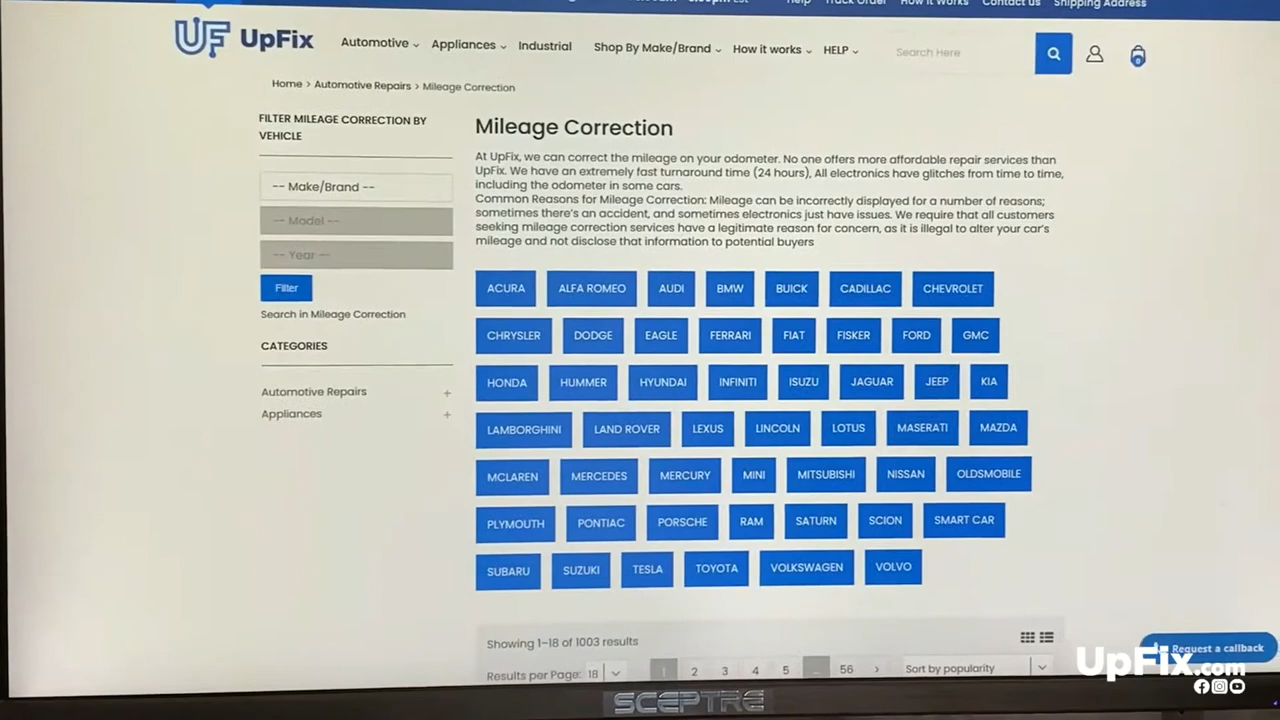 Help Track Order How It Works Contact us Shipping Address
UF UpFix Automotive Appliances Industrial Shop By Make/Brand How it works HELP Search Here 0
Home > Automotive Repairs > Mileage Correction
FILTER MILEAGE CORRECTION BY
VEHICLE
-- Make/Brand --
-- Model --
-- Year --
Filter
Search in Mileage Correction
CATEGORIES
Automotive Repairs +
Appliances +
Mileage Correction
At UpFix, we can correct the mileage on your odometer. No one offers more affordable repair services than
UpFix. We have an extremely fast turnaround time (24 hours), All electronics have glitches from time to time,
including the odometer in some cars.
Common Reasons for Mileage Correction: Mileage can be incorrectly displayed for a number of reasons;
sometimes there's an accident, and sometimes electronics just have issues. We require that all customers
seeking mileage correction services have a legitimate reason for concern, as it is illegal to alter your car's
mileage and not disclose that information to potential buyers
ACURA ALFA ROMEO AUDI BMW BUICK CADILLAC CHEVROLET
CHRYSLER DODGE EAGLE FERRARI FIAT FISKER FORD GMC
HONDA HUMMER HYUNDAI INFINITI ISUZU JAGUAR JEEP KIA
LAMBORGHINI LAND ROVER LEXUS LINCOLN LOTUS MASERATI MAZDA
MCLAREN MERCEDES MERCURY MINI MITSUBISHI NISSAN OLDSMOBILE
PLYMOUTH PONTIAC PORSCHE RAM SATURN SCION SMART CAR
SUBARU SUZUKI TESLA TOYOTA VOLKSWAGEN VOLVO
Showing 1–18 of 1003 results
Results per Page: 18 1 2 3 4 5 ... 56 > Sort by popularity
Request a callback
UpFix.com
SCEPTRE